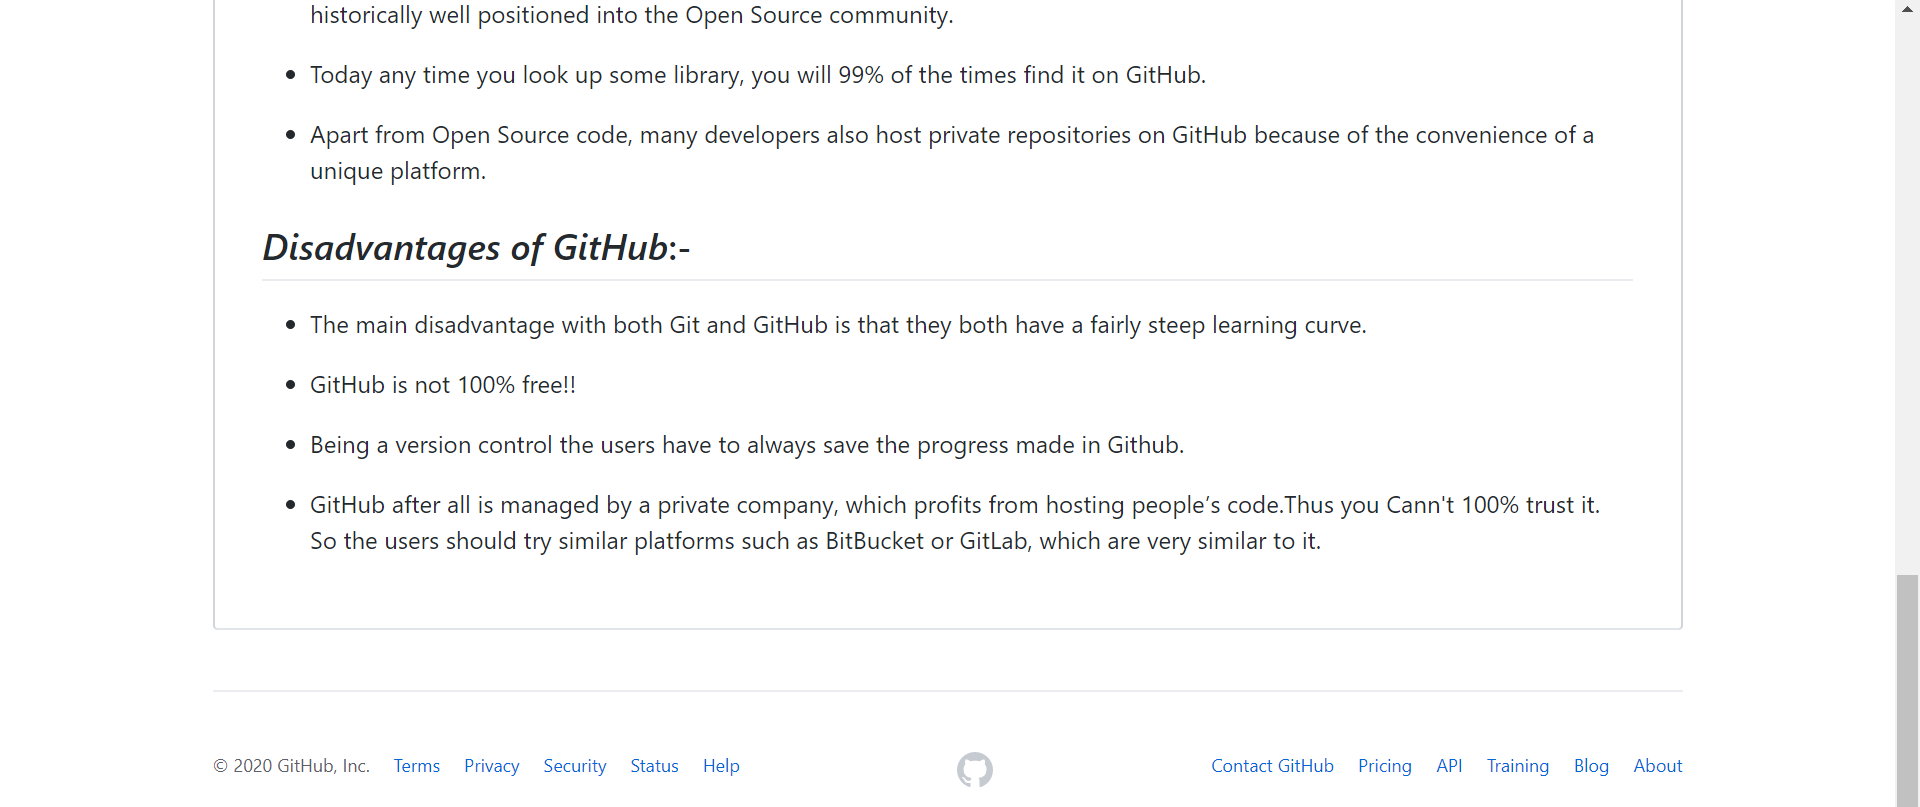 historically well positioned into the Open Source community.
Today any time you look up some library, you will 99% of the times find it on GitHub.
Apart from Open Source code, many developers also host private repositories on GitHub because of the convenience of a
unique platform.
Disadvantages of GitHub:-
The main disadvantage with both Git and GitHub is that they both have a fairly steep learning curve.
GitHub is not 100% free!!
Being a version control the users have to always save the progress made in Github.
GitHub after all is managed by a private company, which profits from hosting people’s code.Thus you Cann't 100% trust it.
So the users should try similar platforms such as BitBucket or GitLab, which are very similar to it.
© 2020 GitHub, Inc. Terms Privacy Security Status Help Contact GitHub Pricing API Training Blog About